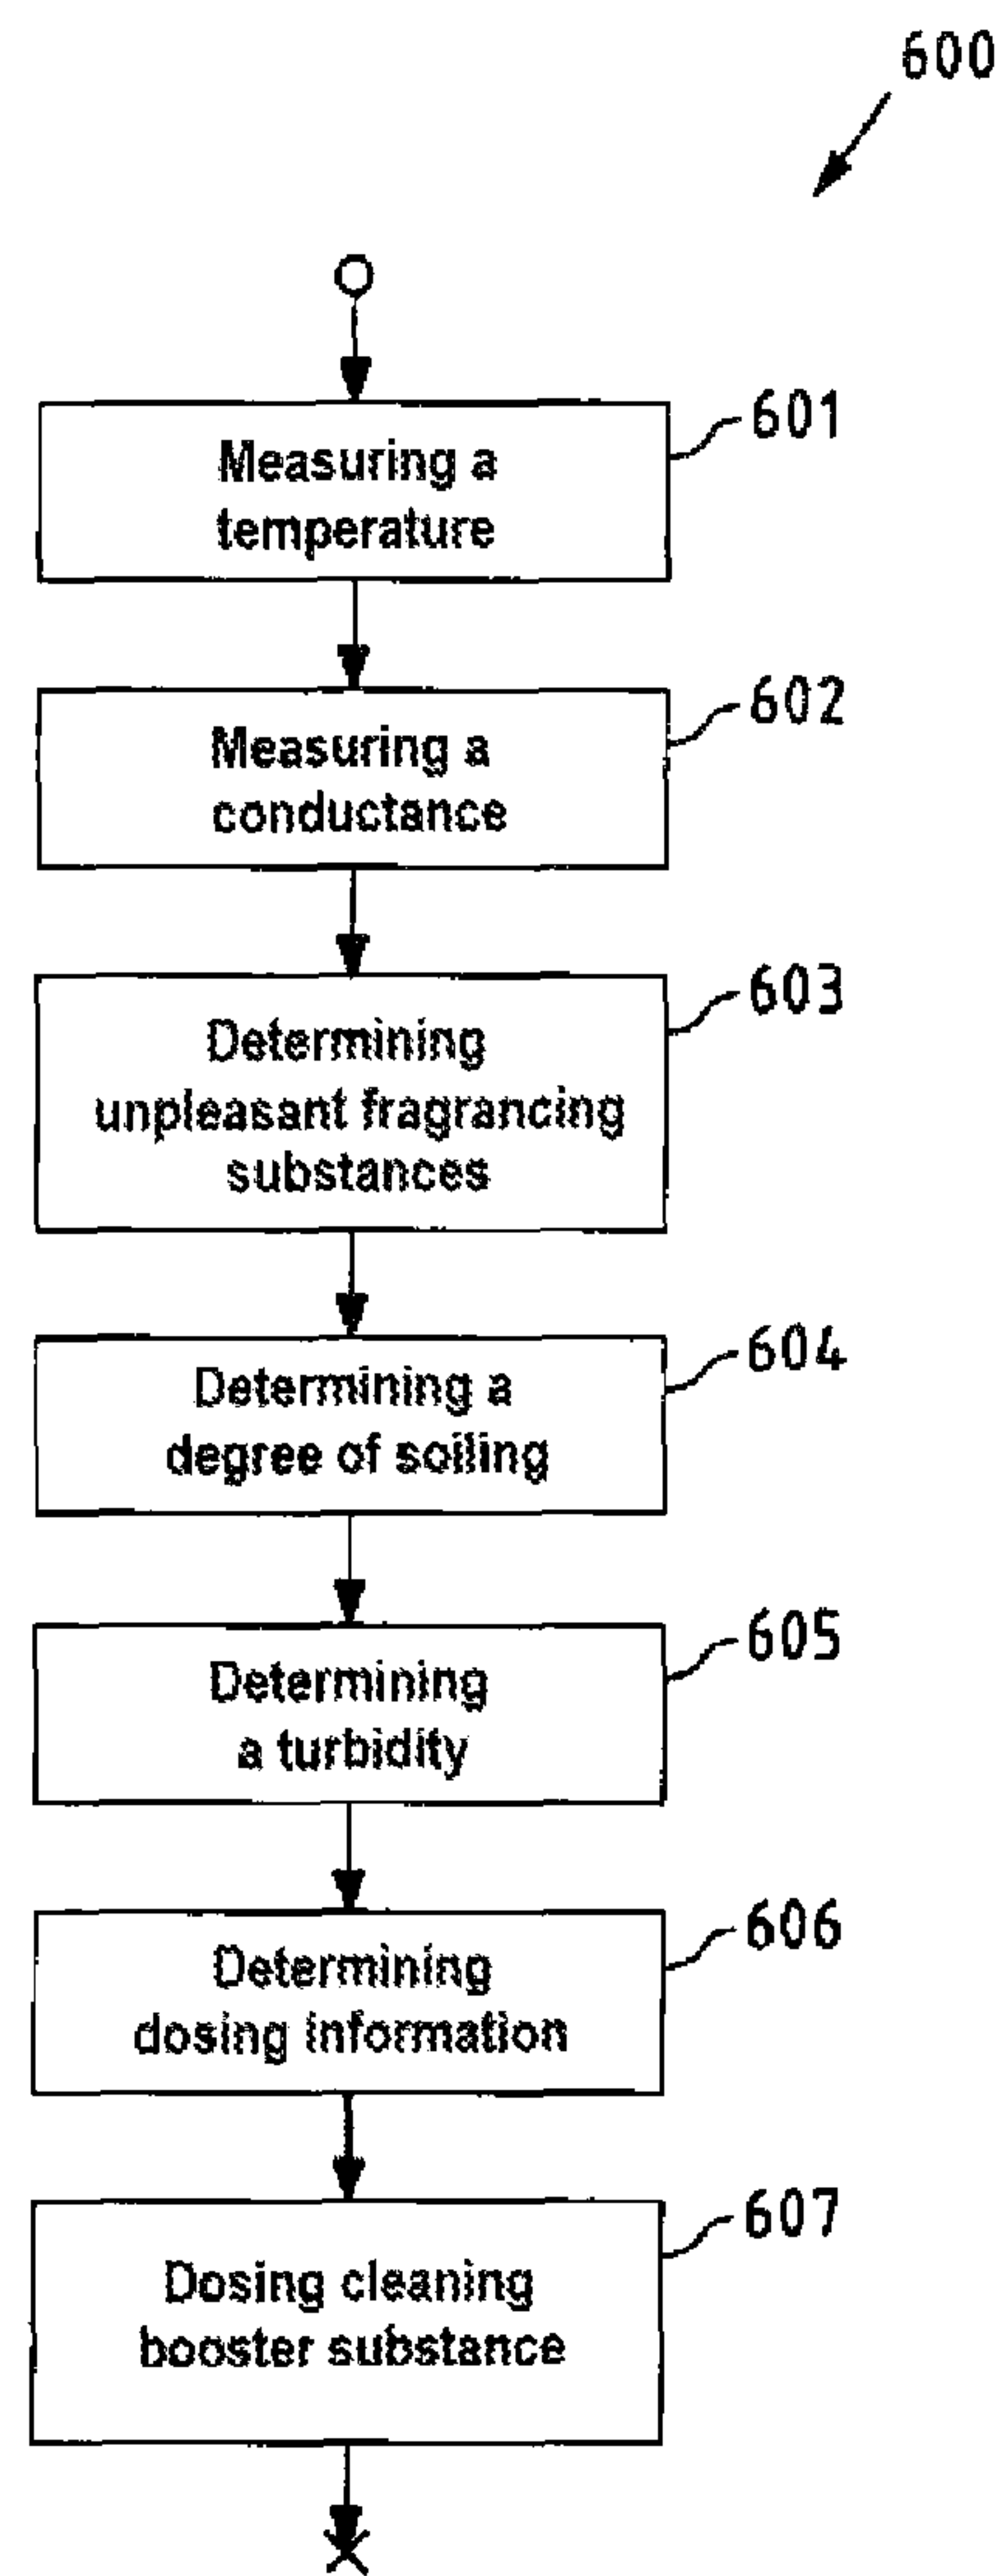 600
601
Measuring a
temperature
602
Measuring a
conductance
603
Determining
unpleasant fragrancing
substances
604
Determining a
degree of soiling
605
Determining
a turbidity
606
Determining
dosing information
607
Dosing cleaning
booster substance